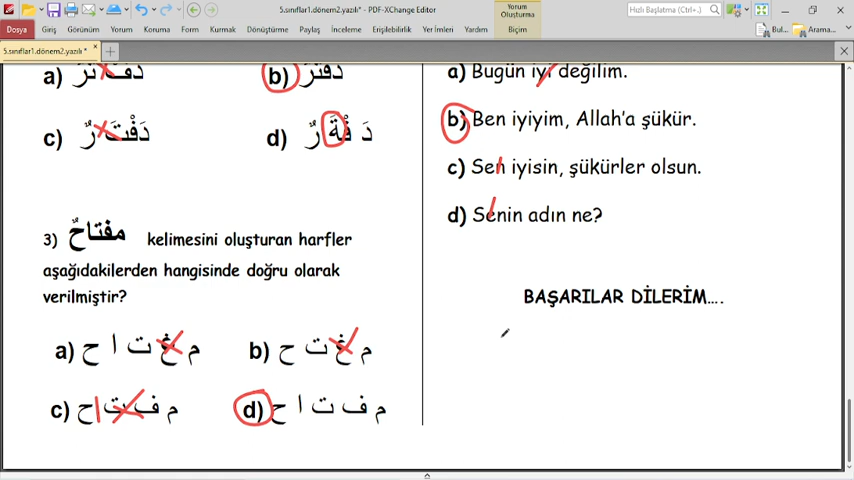 5.sınıflar1.dönem2.yazılı * - PDF-XChange Editor
Yorum Oluşturma
Hızlı Başlatma (Ctrl+.)
Dosya Giriş Görünüm Yorum Koruma Form Kurmak Dönüştürme Paylaş İnceleme Erişilebilirlik Yer İmleri Yardım Biçim
Bul... Arama...
5.sınıflar1.dönem2.yazılı *
c) دَفْتَ رٌ
d) دَ فْةَ رٌ
3) مفتاحٌ kelimesini oluşturan harfler
aşağıdakilerden hangisinde doğru olarak
verilmiştir?
a) م غ ت ا ح
b) م غ ت ح
c) م ف ت ح
d) م ف ت ا ح
a) Bugün iyi değilim.
b) Ben iyiyim, Allah'a şükür.
c) Sen iyisin, şükürler olsun.
d) Senin adın ne?
BAŞARILAR DİLERİM....